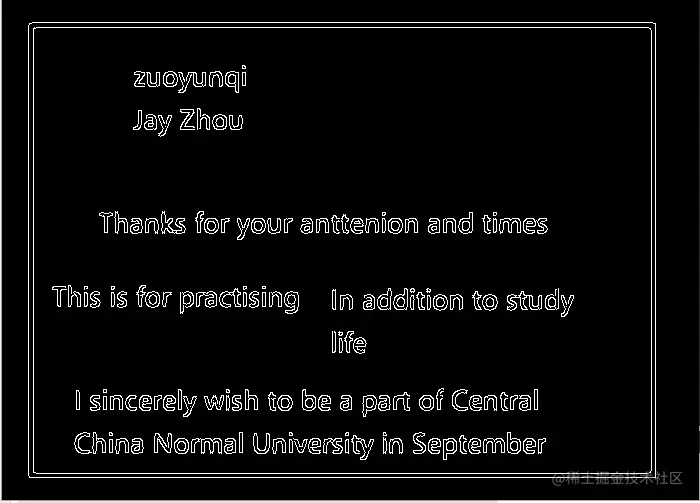 zuoyunqi
Jay Zhou
Thanks for your anttenion and times
This is for practising
In addition to study
life
I sincerely wish to be a part of Central
China Normal University in September
@稀土掘金技术社区